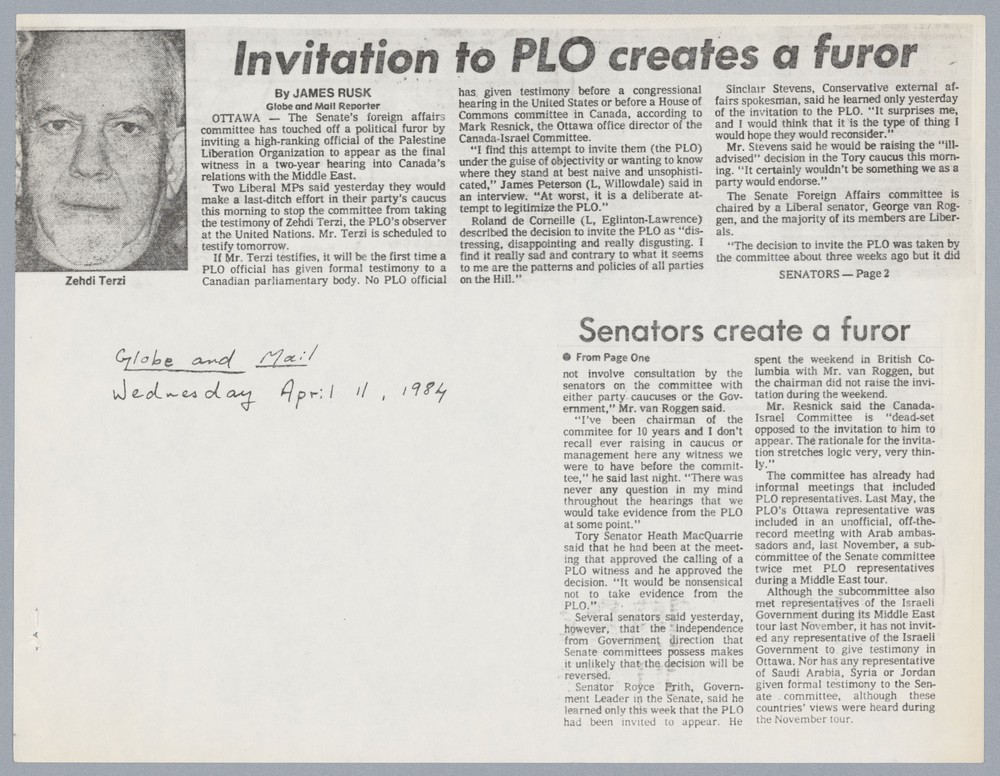 Invitation to PLO creates a furor
Zehdi Terzi
By JAMES RUSK
Globe and Mail Reporter
OTTAWA — The Senate's foreign affairs
committee has touched off a political furor by
inviting a high-ranking official of the Palestine
Liberation Organization to appear as the final
witness in a two-year hearing into Canada's
relations with the Middle East.
Two Liberal MPs said yesterday they would
make a last-ditch effort in their party's caucus
this morning to stop the committee from taking
the testimony of Zehdi Terzi, the PLO's observer
at the United Nations. Mr. Terzi is scheduled to
testify tomorrow.
If Mr. Terzi testifies, it will be the first time a
PLO official has given formal testimony to a
Canadian parliamentary body. No PLO official
has given testimony before a congressional
hearing in the United States or before a House of
Commons committee in Canada, according to
Mark Resnick, the Ottawa office director of the
Canada-Israel Committee.
"I find this attempt to invite them (the PLO)
under the guise of objectivity or wanting to know
where they stand at best naive and unsophisti-
cated," James Peterson (L, Willowdale) said in
an interview. "At worst, it is a deliberate at-
tempt to legitimize the PLO."
Roland de Corneille (L, Eglinton-Lawrence)
described the decision to invite the PLO as "dis-
tressing, disappointing and really disgusting. I
find it really sad and contrary to what it seems
to me are the patterns and policies of all parties
on the Hill."
Sinclair Stevens, Conservative external af-
fairs spokesman, said he learned only yesterday
of the invitation to the PLO. "It surprises me,
and I would think that it is the type of thing I
would hope they would reconsider."
Mr. Stevens said he would be raising the "ill-
advised" decision in the Tory caucus this morn-
ing. "It certainly wouldn't be something we as a
party would endorse."
The Senate Foreign Affairs committee is
chaired by a Liberal senator, George van Rog-
gen, and the majority of its members are Liber-
als.
"The decision to invite the PLO was taken by
the committee about three weeks ago but it did
SENATORS — Page 2
Globe and Mail
Wednesday April 11, 1984
Senators create a furor
● From Page One
not involve consultation by the
senators on the committee with
either party caucuses or the Gov-
ernment," Mr. van Roggen said.
"I've been chairman of the
commitee for 10 years and I don't
recall ever raising in caucus or
management here any witness we
were to have before the commit-
tee," he said last night. "There was
never any question in my mind
throughout the hearings that we
would take evidence from the PLO
at some point."
Tory Senator Heath MacQuarrie
said that he had been at the meet-
ing that approved the calling of a
PLO witness and he approved the
decision. "It would be nonsensical
not to take evidence from the
PLO."
Several senators said yesterday,
however, that the independence
from Government direction that
Senate committees possess makes
it unlikely that the decision will be
reversed.
Senator Royce Frith, Govern-
ment Leader in the Senate, said he
learned only this week that the PLO
had been invited to appear. He
spent the weekend in British Co-
lumbia with Mr. van Roggen, but
the chairman did not raise the invi-
tation during the weekend.
Mr. Resnick said the Canada-
Israel Committee is "dead-set
opposed to the invitation to him to
appear. The rationale for the invita-
tion stretches logic very, very thin-
ly."
The committee has already had
informal meetings that included
PLO representatives. Last May, the
PLO's Ottawa representative was
included in an unofficial, off-the-
record meeting with Arab ambas-
sadors and, last November, a sub-
committee of the Senate committee
twice met PLO representatives
during a Middle East tour.
Although the subcommittee also
met representatives of the Israeli
Government during its Middle East
tour last November, it has not invit-
ed any representative of the Israeli
Government to give testimony in
Ottawa. Nor has any representative
of Saudi Arabia, Syria or Jordan
given formal testimony to the Sen-
ate committee, although these
countries' views were heard during
the November tour.